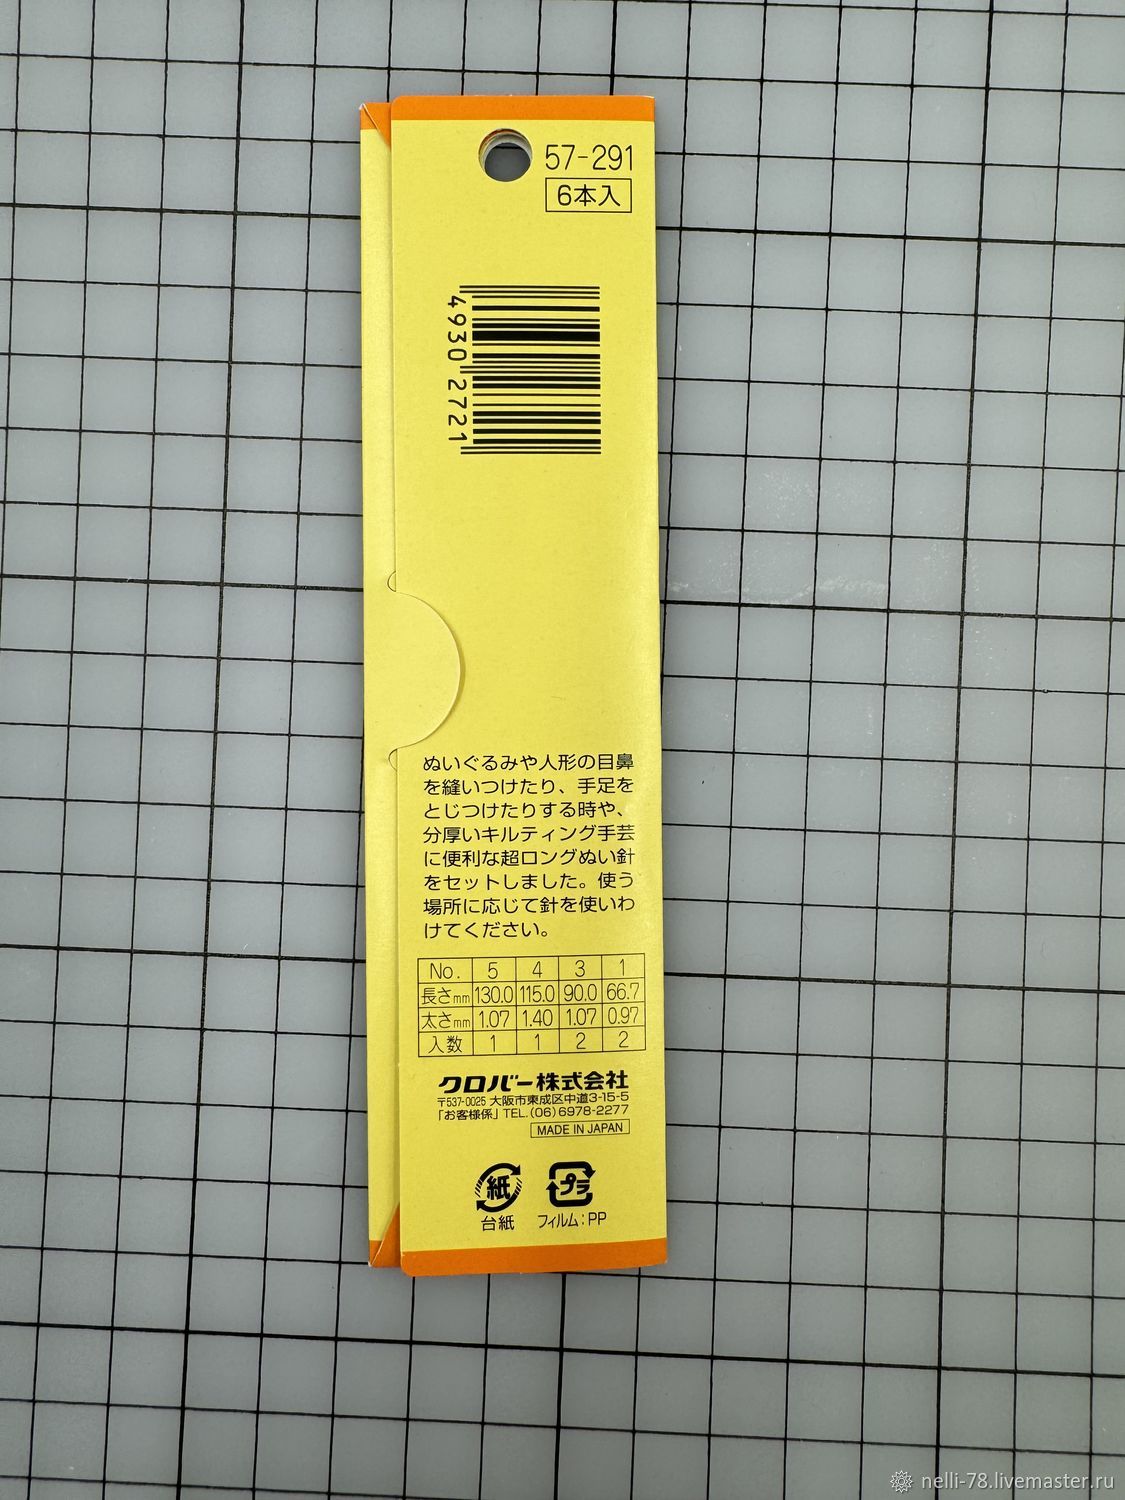 57-291
6本入
4930 2721
ぬいぐるみや人形の目鼻
を縫いつけたり、手足を
とじつけたりする時や、
分厚いキルティング手芸
に便利な超ロングぬい針
をセットしました。使う
場所に応じて針を使いわ
けてください。
No. 5 4 3 1
長さmm 130.0 115.0 90.0 66.7
太さmm 1.07 1.40 1.07 0.97
入数 1 1 2 2
クロバー株式会社
〒537-0025 大阪市東成区中道3-15-5
「お客様係」TEL.(06)6978-2277
MADE IN JAPAN
紙 プラ
台紙 フィルム:PP
nelli-78.livemaster.ru